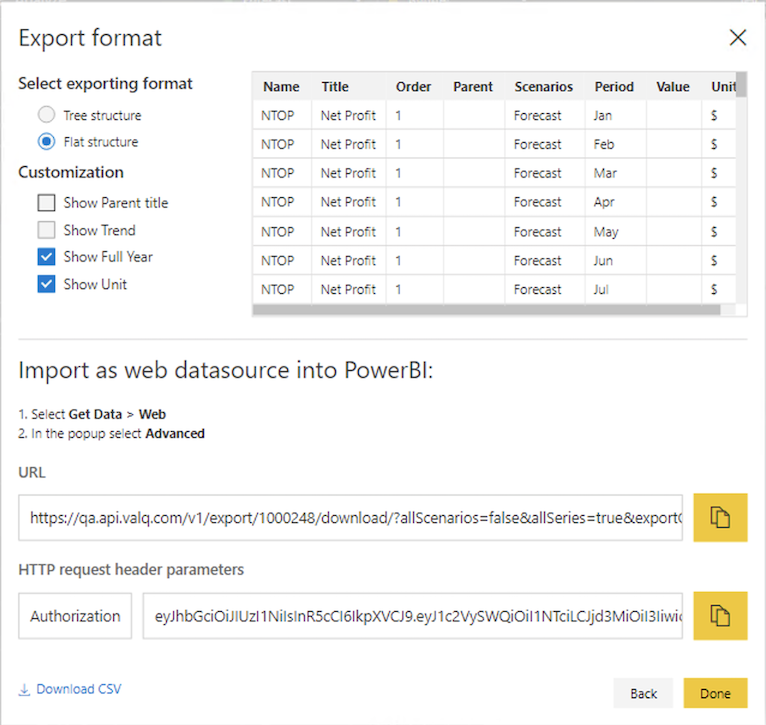 Export format
Select exporting format
Tree structure
Flat structure
Customization
Show Parent title
Show Trend
Show Full Year
Show Unit
Name Title Order Parent Scenarios Period Value Unit
NTOP Net Profit 1 Forecast Jan $
NTOP Net Profit 1 Forecast Feb $
NTOP Net Profit 1 Forecast Mar $
NTOP Net Profit 1 Forecast Apr $
NTOP Net Profit 1 Forecast May $
NTOP Net Profit 1 Forecast Jun $
NTOP Net Profit 1 Forecast Jul $
Import as web datasource into PowerBI:
1. Select Get Data > Web
2. In the popup select Advanced
URL
https://qa.api.valq.com/v1/export/1000248/download/?allScenarios=false&allSeries=true&export
HTTP request header parameters
Authorization eyJhbGciOiJIUzI1NiIsInR5cCI6IkpXVCJ9.eyJ1c2VySWQiOiI1NTciLCJjd3MiOiI3Iiwic
Download CSV
Back Done